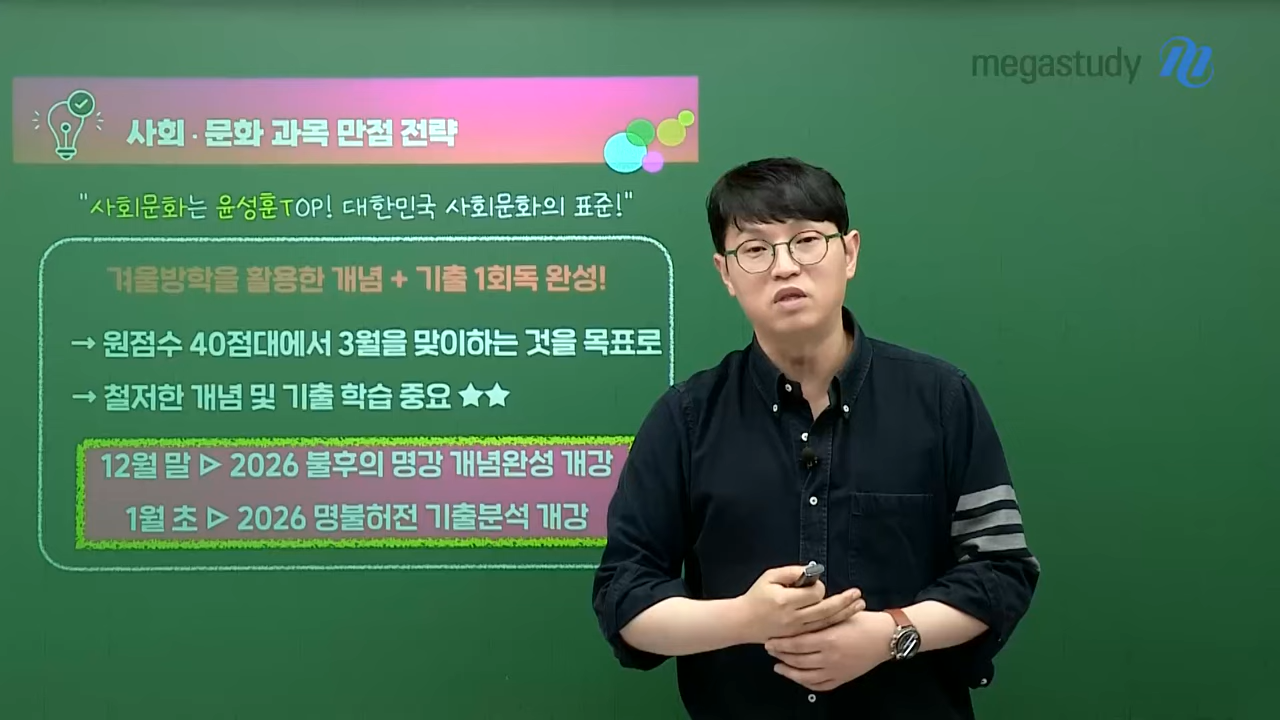 megastudy
사회·문화 과목 만점 전략
"사회문화는 윤성훈TOP! 대한민국 사회문화의 표준!"
겨울방학을 활용한 개념 + 기출 1회독 완성!
→ 원점수 40점대에서 3월을 맞이하는 것을 목표로
→ 철저한 개념 및 기출 학습 중요 ★★
12월 말 ▷ 2026 불후의 명강 개념완성 개강
1월 초 ▷ 2026 명불허전 기출분석 개강